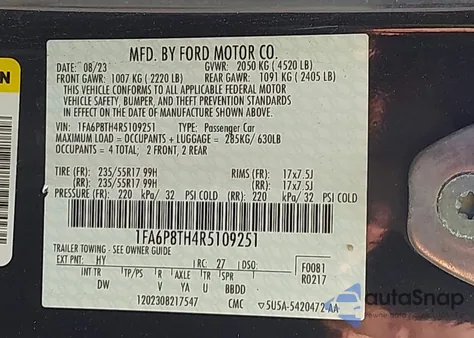 MFD. BY FORD MOTOR CO.
DATE: 08/23 GVWR: 2050 KG ( 4520 LB)
FRONT GAWR: 1007 KG ( 2220 LB) REAR GAWR: 1091 KG ( 2405 LB)
THIS VEHICLE CONFORMS TO ALL APPLICABLE FEDERAL MOTOR
VEHICLE SAFETY, BUMPER, AND THEFT PREVENTION STANDARDS
IN EFFECT ON THE DATE OF MANUFACTURE SHOWN ABOVE.
VIN: 1FA6P8TH4R5109251 TYPE: Passenger Car
MAXIMUM LOAD = OCCUPANTS + LUGGAGE = 285KG/ 630LB
OCCUPANTS = 4 TOTAL; 2 FRONT, 2 REAR
TIRE (FR): 235/55R17 99H RIMS (FR): 17x7.5J
(RR): 235/55R17 99H (RR): 17x7.5J
PRESSURE (FR): 220 kPa/ 32 PSI COLD (RR): 220 kPa/ 32 PSI COLD
1FA6P8TH4R5109251
TRAILER TOWING - SEE OWNER GUIDE
EXT PNT: HY RC: 27 DSO: F0081
INT TR TP/PS R AXLE TR SPR R0217
DW V YA U BBDD
1202308217547 CMC 5U5A-5420472-AA
N
autoSnap